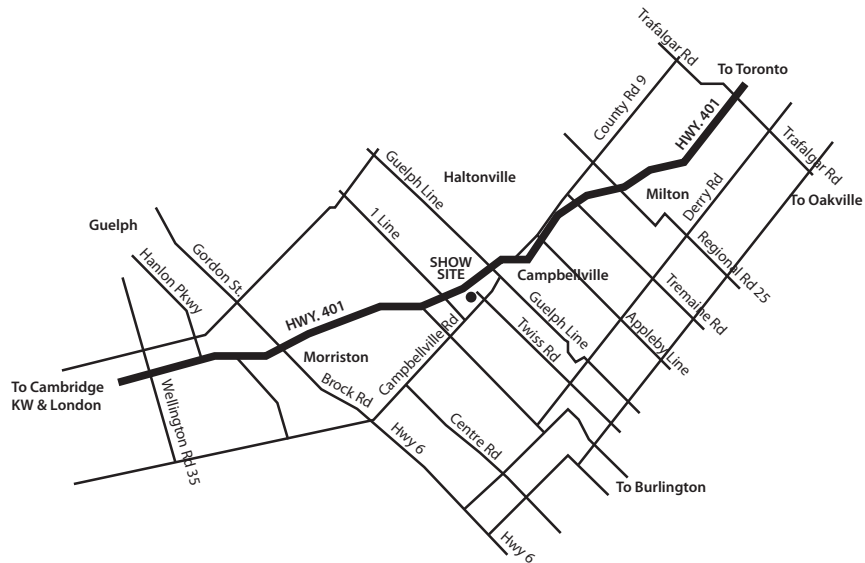 Trafalgar Rd
To Toronto
County Rd 9
HWY. 401
Trafalgar Rd
Guelph Line
Haltonville
Milton
Derry Rd
To Oakville
1 Line
Guelph
Gordon St.
Hanlon Pkwy
SHOW
SITE
Campbellville
Regional Rd 25
Tremaine Rd
HWY. 401
Guelph Line
Appleby Line
Twiss Rd
Morriston
Campbellville Rd
To Cambridge
KW & London
Wellington Rd 35
Brock Rd
Hwy 6
Centre Rd
To Burlington
Hwy 6